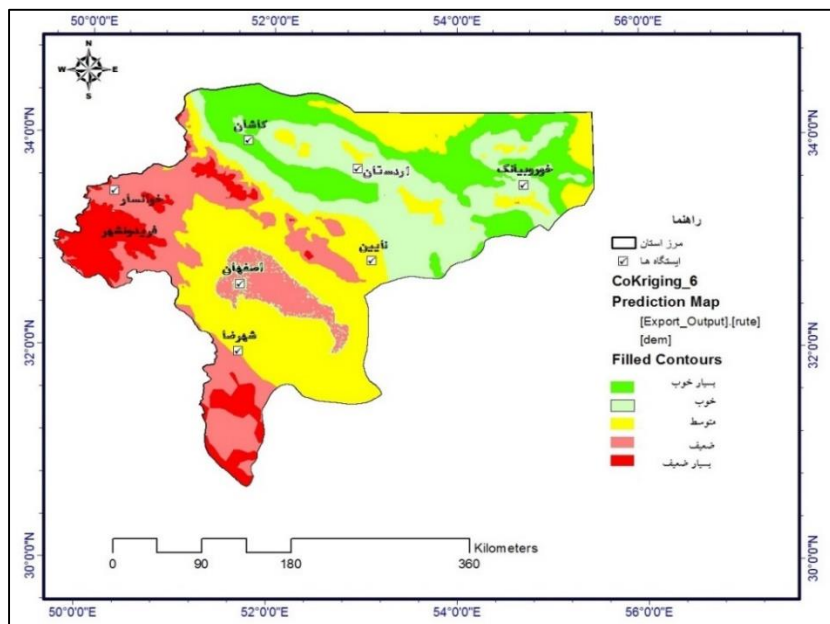 50°0'0"E 52°0'0"E 54°0'0"E 56°0'0"E
N
W E
S
34°0'0"N
34°0'0"N
32°0'0"N
32°0'0"N
30°0'0"N
30°0'0"N
کاشان
اردستان
خوروبیانک
خوانسار
فریدونشهر
نایین
اصفهان
شهرضا
راهنما
مرز استان
ایستگاه ها
CoKriging_6
Prediction Map
[Export_Output].[rute]
[dem]
Filled Contours
بسیار خوب
خوب
متوسط
ضعیف
بسیار ضعیف
Kilometers
0 90 180 360
50°0'0"E 52°0'0"E 54°0'0"E 56°0'0"E